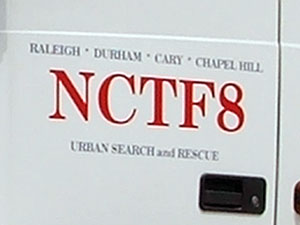 RALEIGH * DURHAM * CARY * CHAPEL HILL
NCTF8
URBAN SEARCH and RESCUE